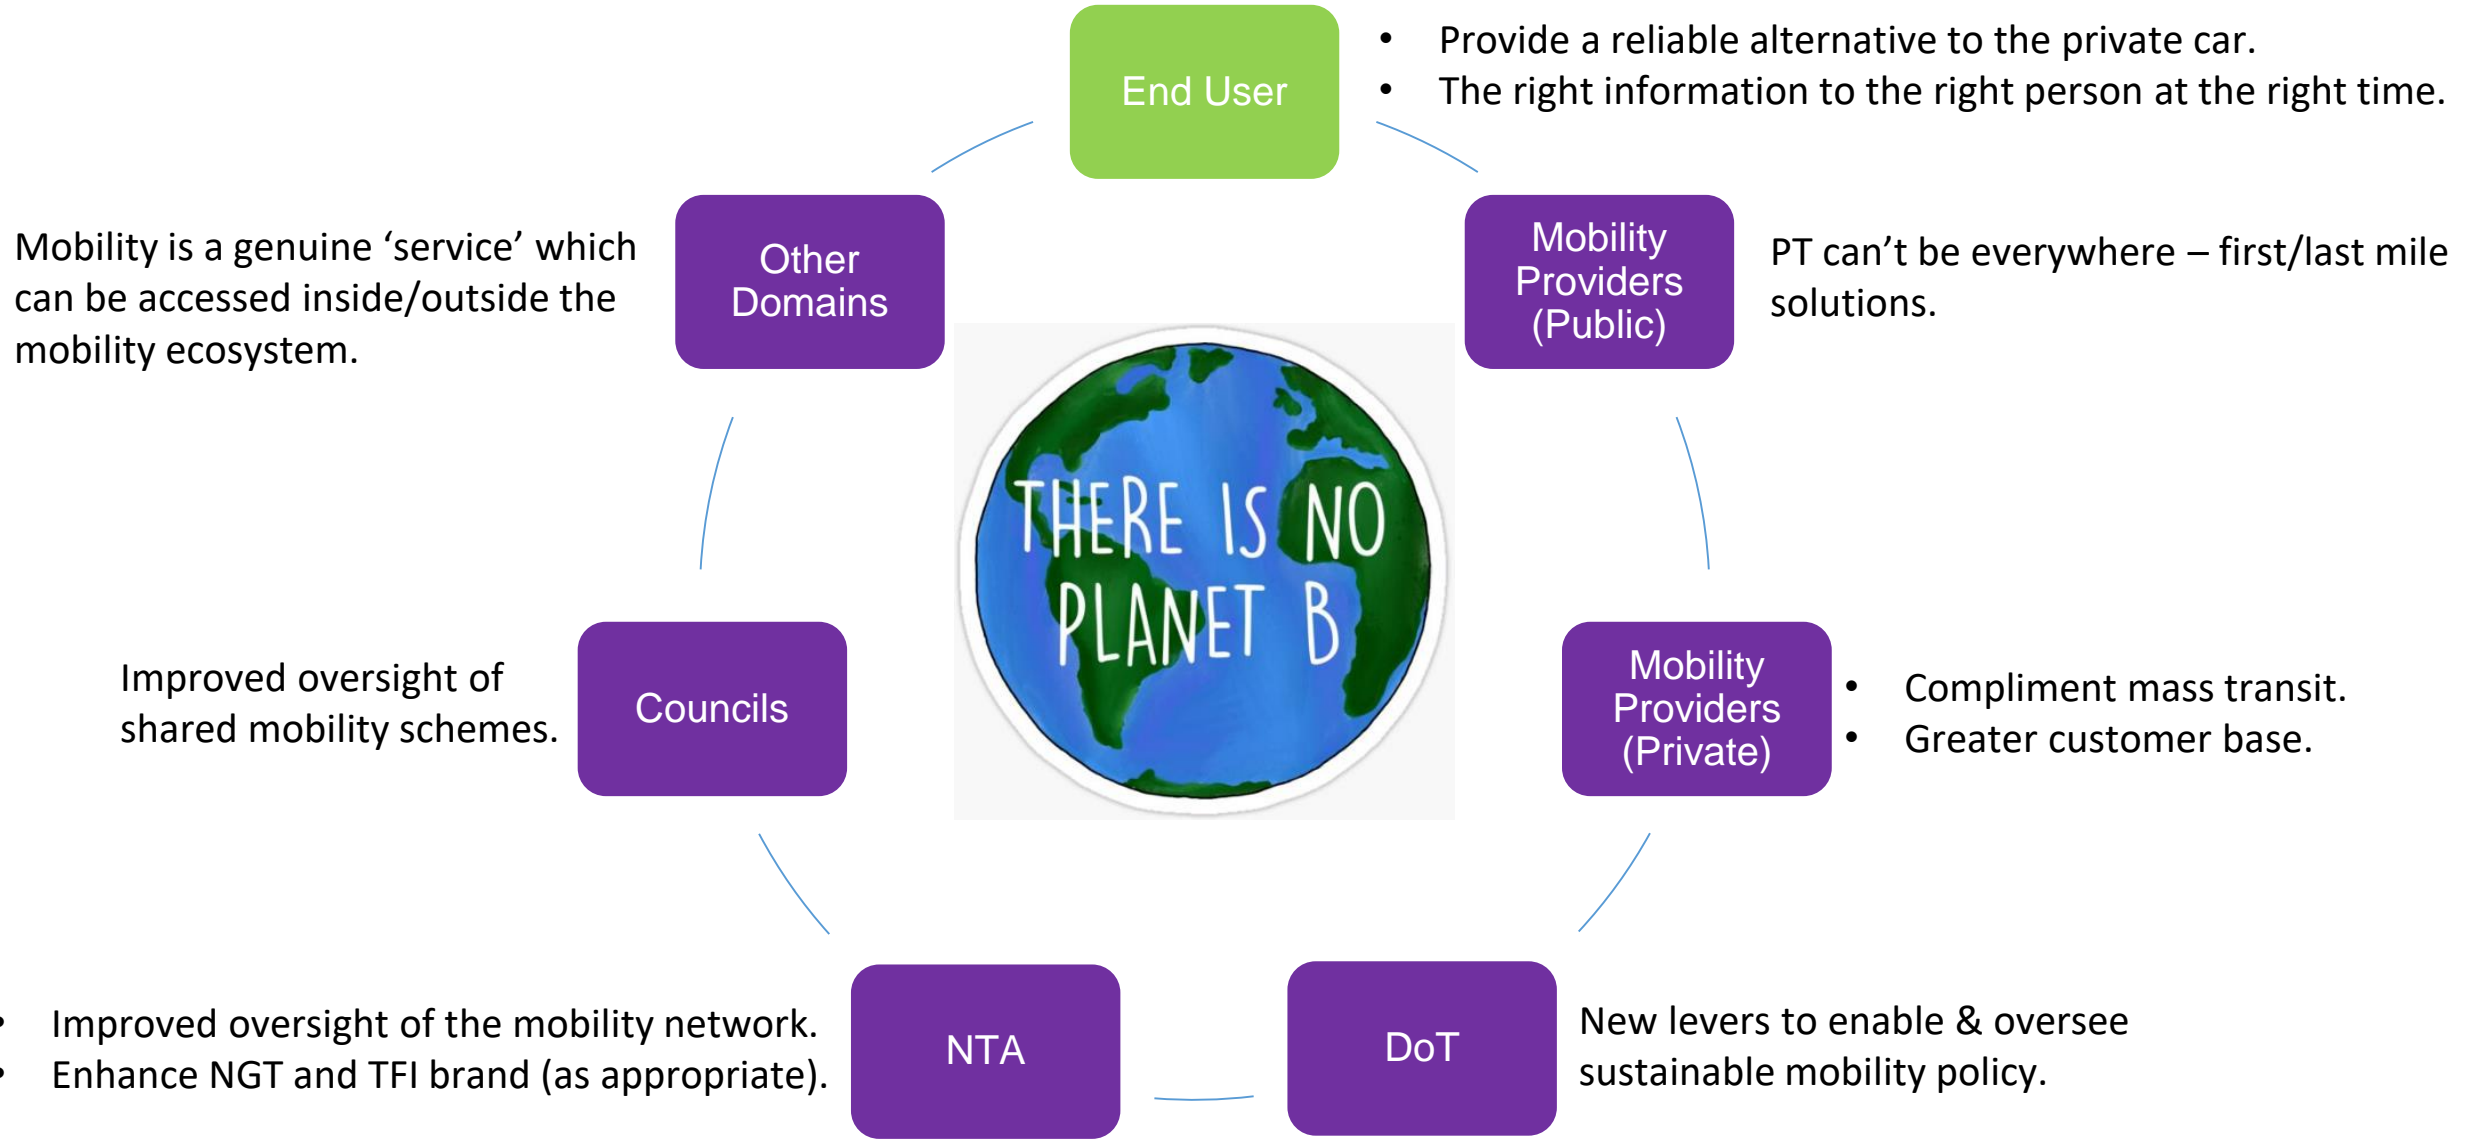 End User
• Provide a reliable alternative to the private car.
• The right information to the right person at the right time.
Mobility
Providers
(Public)
PT can’t be everywhere – first/last mile
solutions.
Mobility
Providers
(Private)
• Compliment mass transit.
• Greater customer base.
DoT
New levers to enable & oversee
sustainable mobility policy.
NTA
• Improved oversight of the mobility network.
• Enhance NGT and TFI brand (as appropriate).
Councils
Improved oversight of
shared mobility schemes.
Other
Domains
Mobility is a genuine ‘service’ which
can be accessed inside/outside the
mobility ecosystem.
THERE IS NO
PLANET B